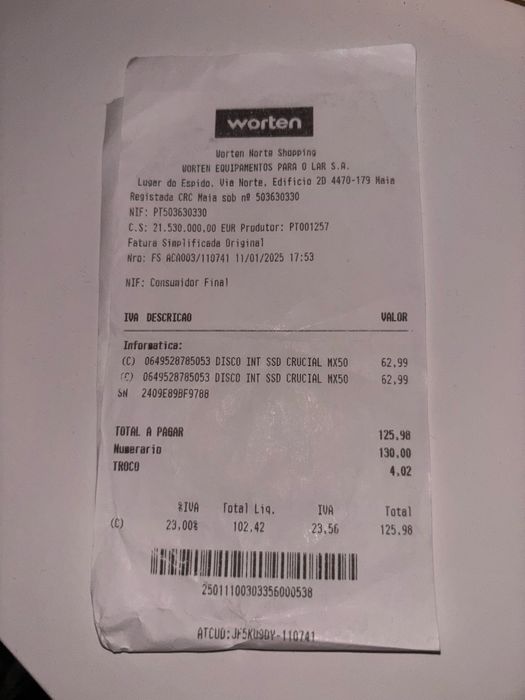 worten
Worten Norte Shopping
WORTEN EQUIPAMENTOS PARA O LAR S.A.
Lugar do Espido, Via Norte, Edificio 2D 4470-179 Maia
Registada CRC Maia sob nº 503630330
NIF: PT503630330
C.S: 21.530.000,00 EUR Produtor: PT001257
Fatura Simplificada Original
Nro: FS ACA003/110741 11/01/2025 17:53
NIF: Consumidor Final
IVA DESCRICAO VALOR
Informatica:
(C) 0649528785053 DISCO INT SSD CRUCIAL MX50 62,99
(C) 0649528785053 DISCO INT SSD CRUCIAL MX50 62,99
SN 2409E89BF9788
TOTAL A PAGAR 125,98
Numerario 130,00
TROCO 4,02
%IVA Total Liq. IVA Total
(C) 23,00% 102,42 23,56 125,98
25011100303356000538
ATCUD:JF5KU9DY-110741